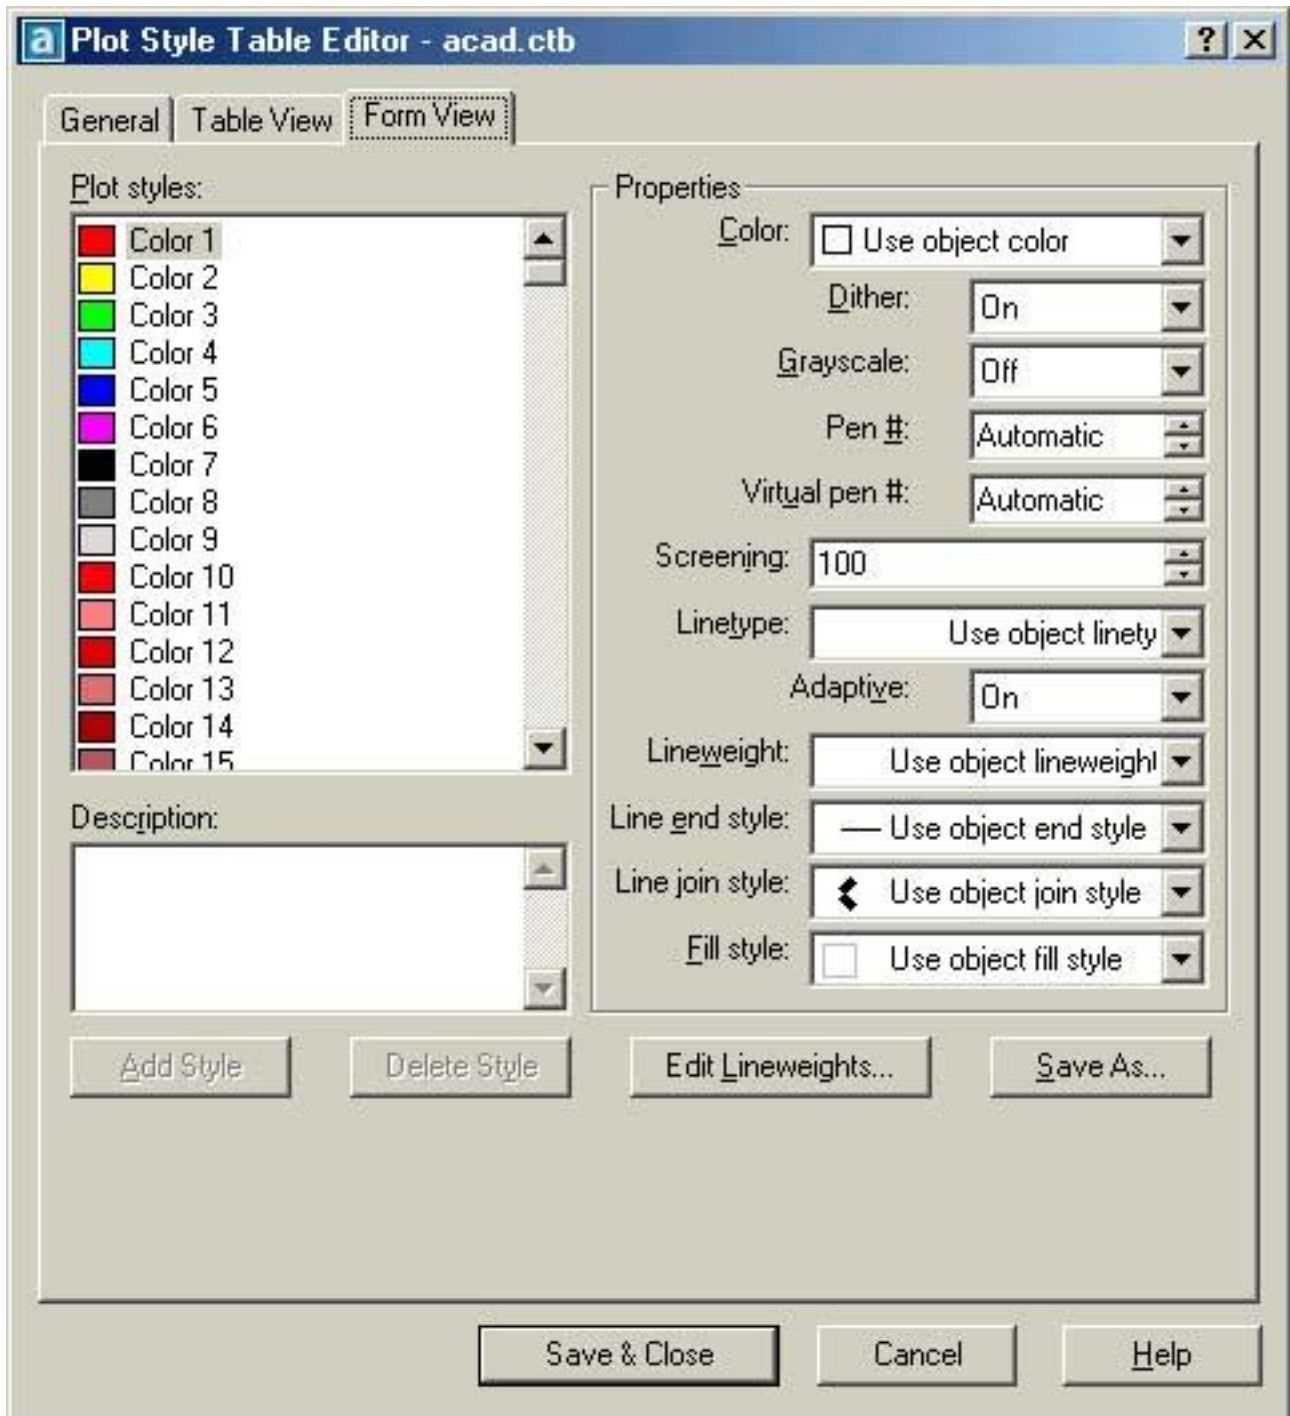 a Plot Style Table Editor - acad.ctb ? X
General Table View Form View
Plot styles:
Color 1
Color 2
Color 3
Color 4
Color 5
Color 6
Color 7
Color 8
Color 9
Color 10
Color 11
Color 12
Color 13
Color 14
Color 15
Description:
Add Style Delete Style
Properties
Color: Use object color
Dither: On
Grayscale: Off
Pen #: Automatic
Virtual pen #: Automatic
Screening: 100
Linetype: Use object linety
Adaptive: On
Lineweight: Use object lineweight
Line end style: Use object end style
Line join style: Use object join style
Fill style: Use object fill style
Edit Lineweights... Save As...
Save & Close Cancel Help